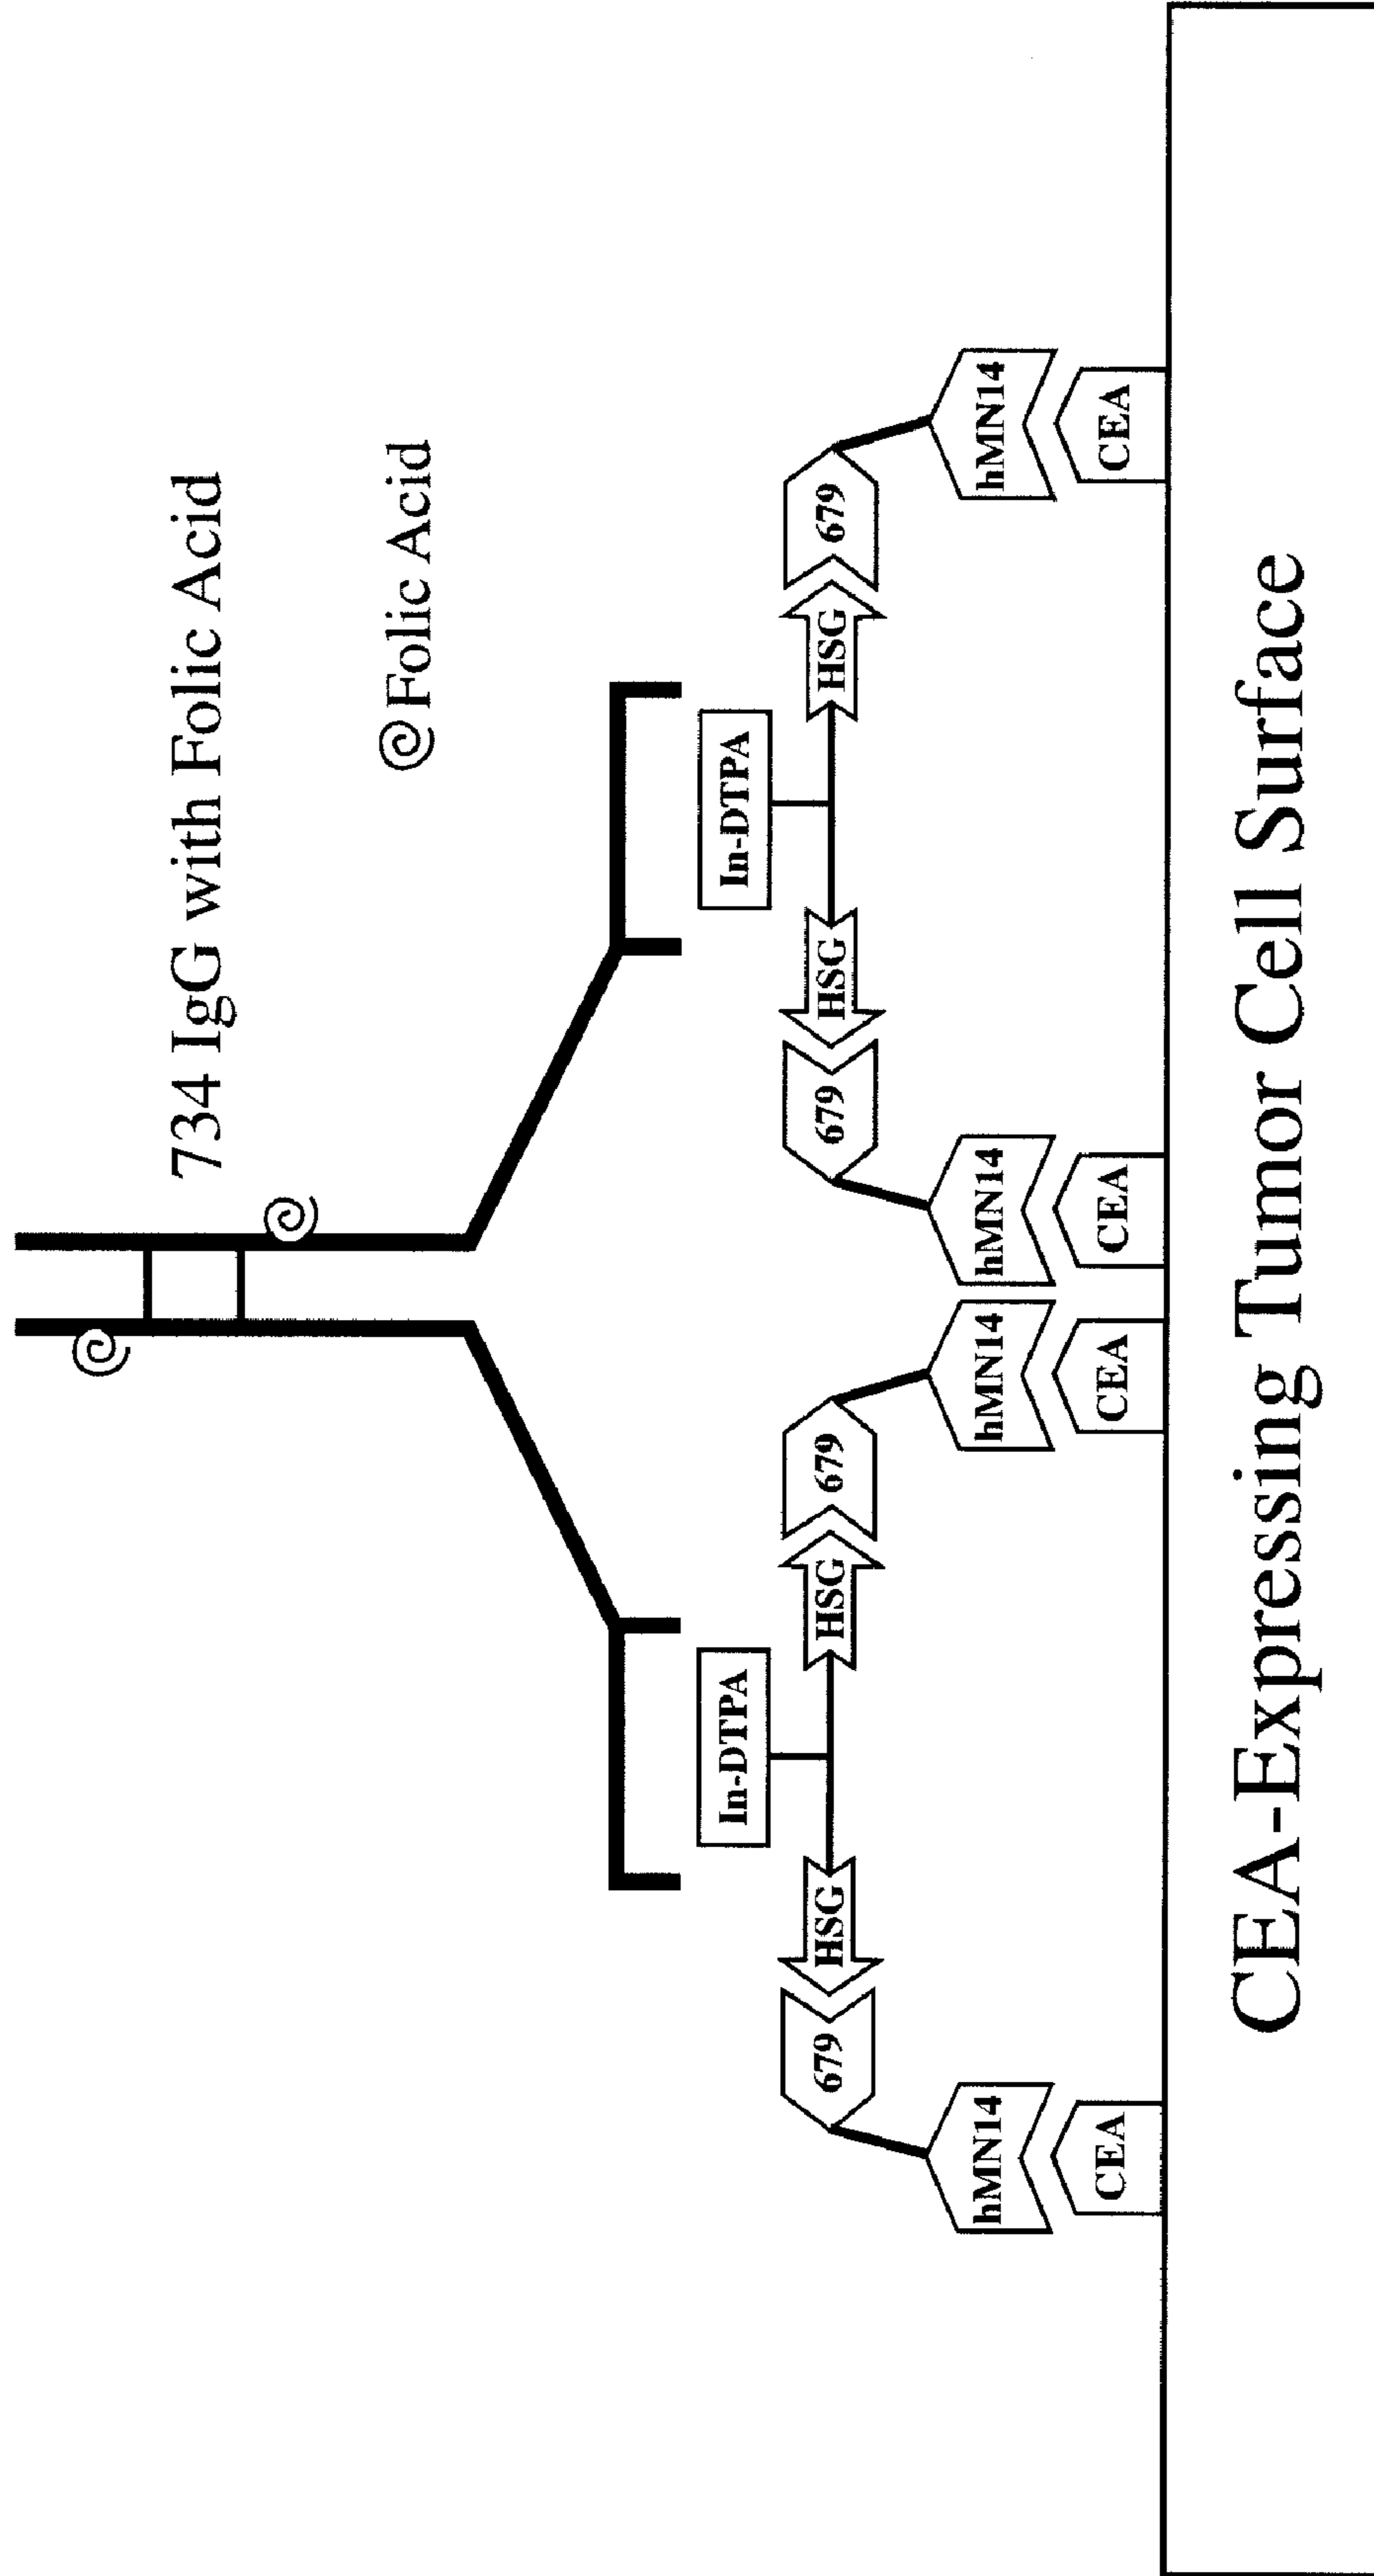 734 IgG with Folic Acid
Folic Acid
In-DTPA
In-DTPA
679
HSG
HSG
679
679
HSG
HSG
679
hMN14
hMN14
hMN14
hMN14
CEA
CEA
CEA
CEA
CEA-Expressing Tumor Cell Surface